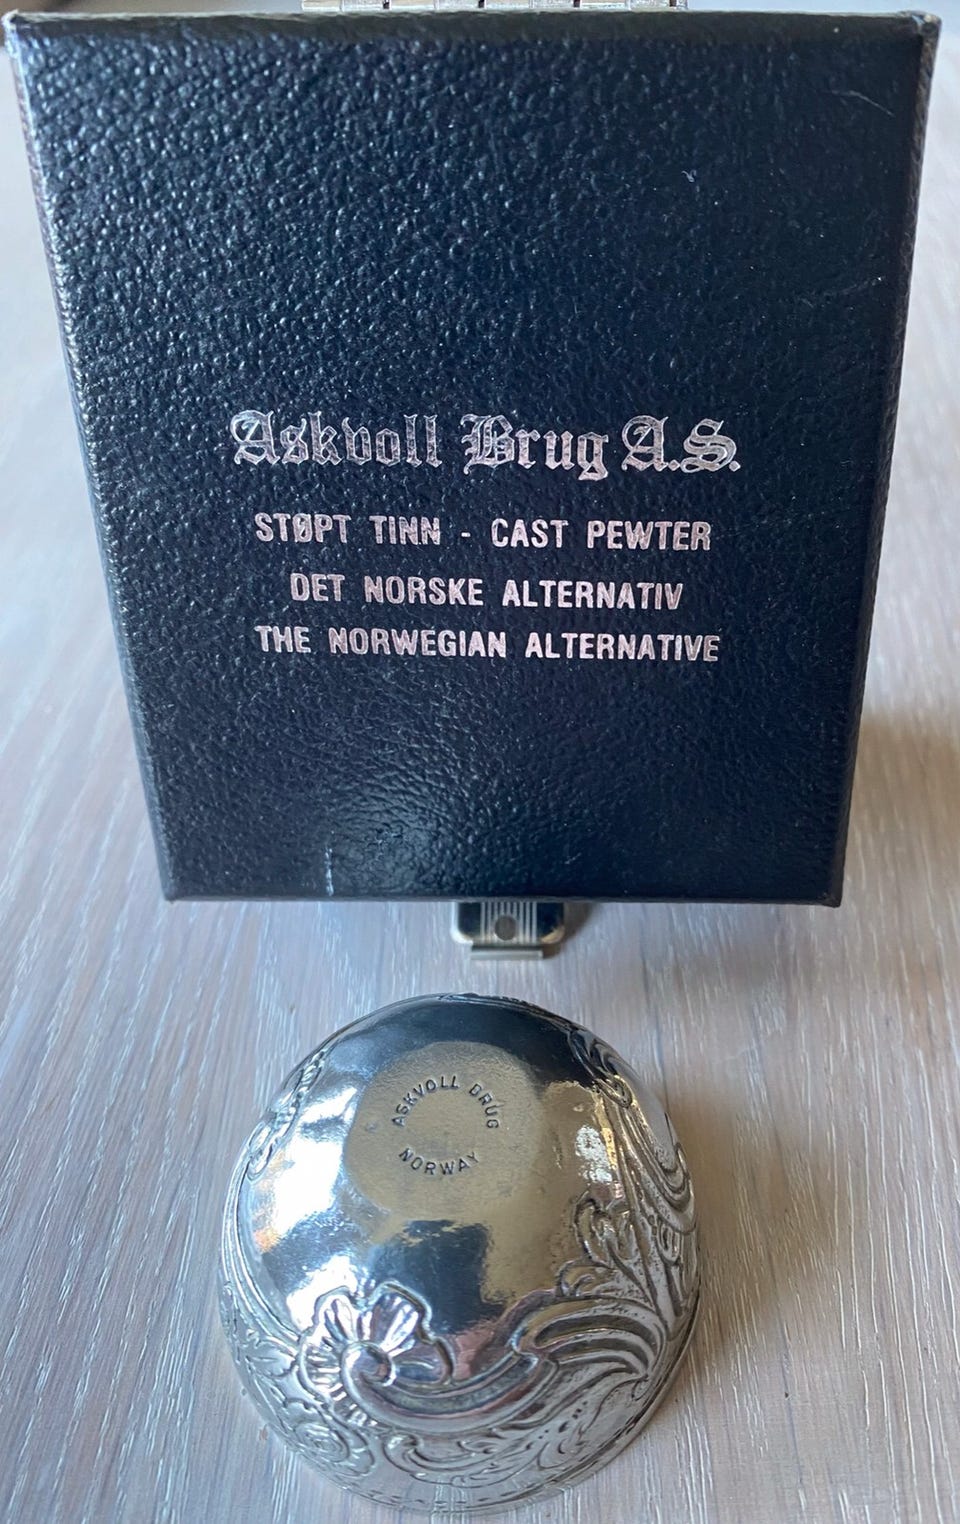 Askvoll Brug A.S.
STØPT TINN - CAST PEWTER
DET NORSKE ALTERNATIV
THE NORWEGIAN ALTERNATIVE
ASKVOLL BRUG
NORWAY